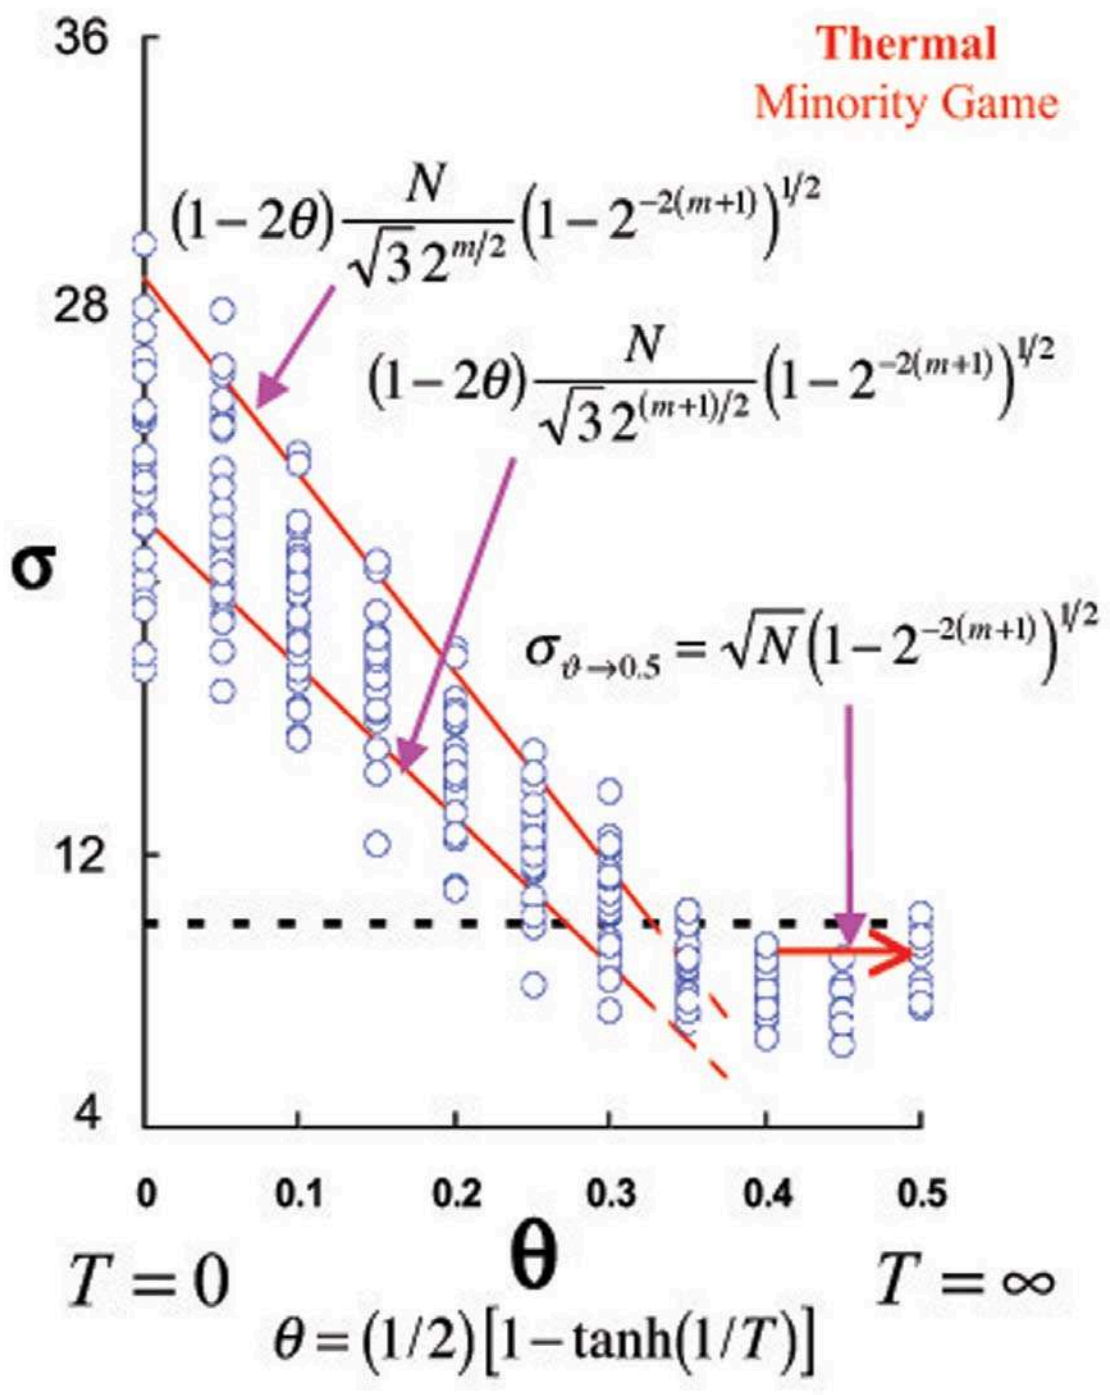 36
Thermal
Minority Game
(1−2θ) N/(√3 2^{m/2}) (1−2^{−2(m+1)})^{1/2}
28
(1−2θ) N/(√3 2^{(m+1)/2}) (1−2^{−2(m+1)})^{1/2}
σ
σ_{ϑ→0.5} = √N(1−2^{−2(m+1)})^{1/2}
12
4
0 0.1 0.2 0.3 0.4 0.5
T = 0 θ T = ∞
θ = (1/2)[1−tanh(1/T)]